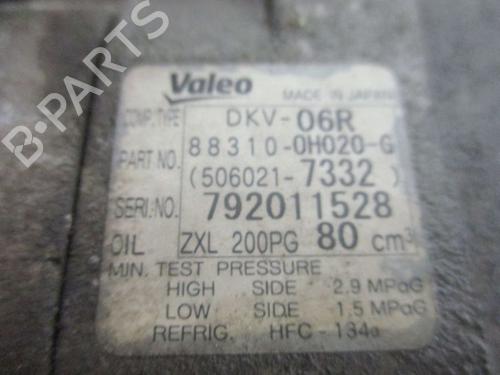 B-PARTS
Valeo
MADE IN JAPAN
COMP.TYPE DKV-06R
PART NO. 88310-0H020-G
(506021-7332)
SERI.NO. 792011528
OIL ZXL 200PG 80 cm³
MIN. TEST PRESSURE
HIGH SIDE 2.9 MPaG
LOW SIDE 1.5 MPaG
REFRIG. HFC-134a